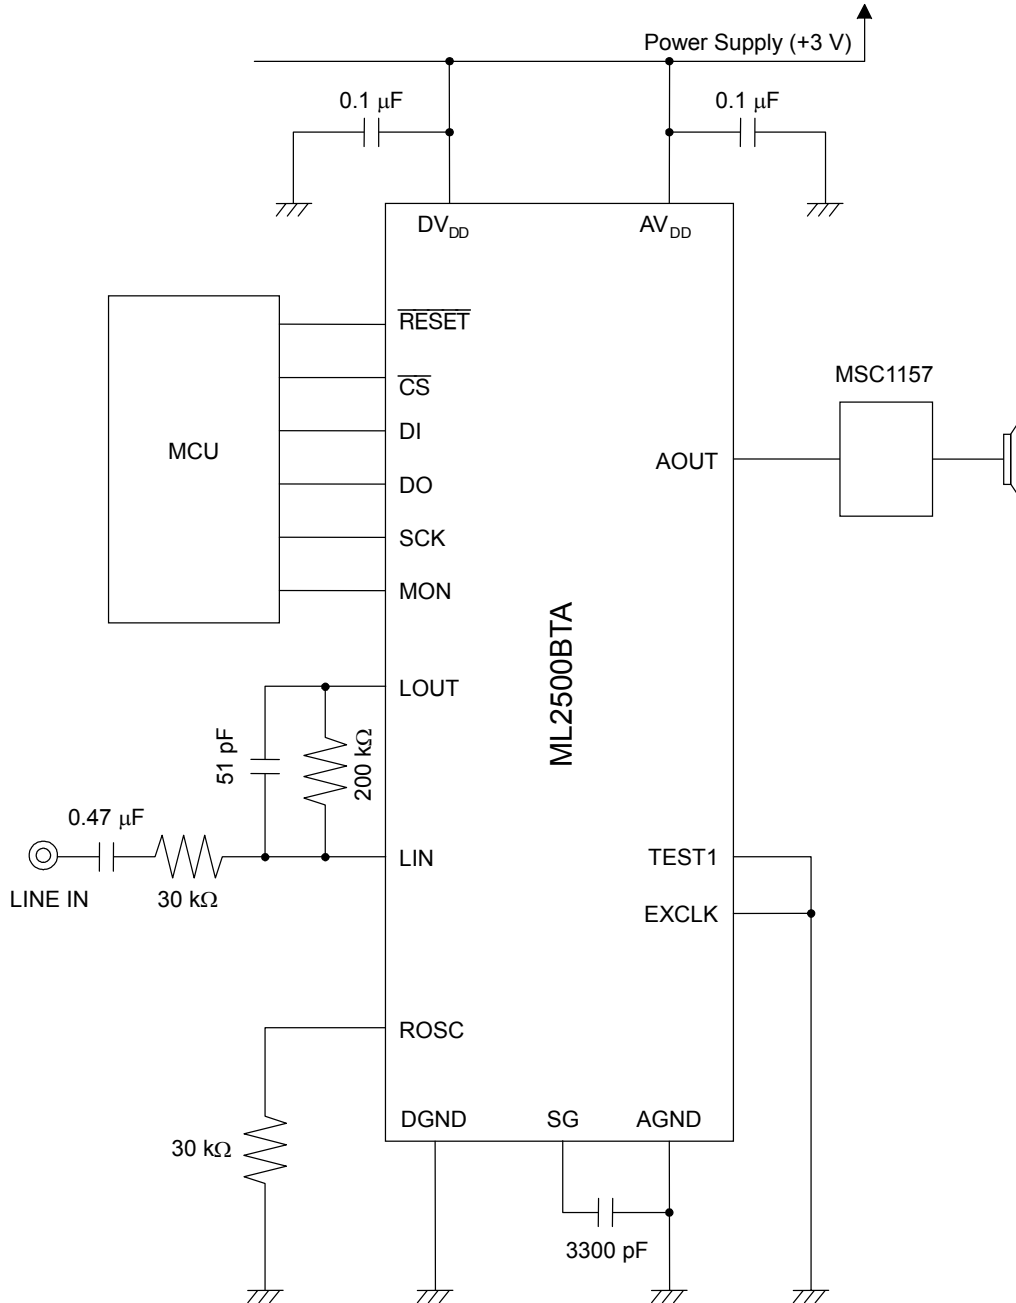 Power Supply (+3 V)
0.1 μF
0.1 μF
DV_DD
AV_DD
RESET
CS
DI
DO
SCK
MON
MCU
MSC1157
AOUT
ML2500BTA
LOUT
51 pF
200 kΩ
0.47 μF
LIN
LINE IN
30 kΩ
TEST1
EXCLK
ROSC
30 kΩ
DGND
SG
AGND
3300 pF